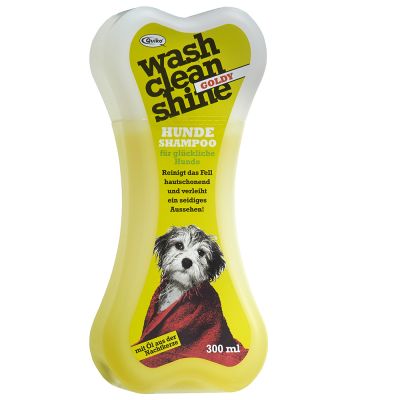 Quiko
wash
clean
shine
GOLDY
HUNDE
SHAMPOO
für glückliche
Hunde
Reinigt das Fell
hautschonend
und verleiht
ein seidiges
Aussehen!
mit Öl aus der
Nachtkerze
300 ml